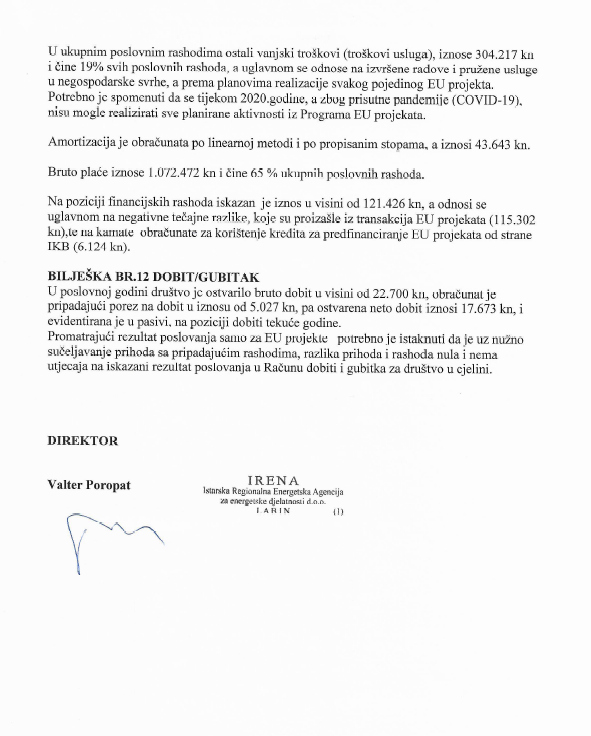 U ukupnim poslovnim rashodima ostali vanjski troškovi (troškovi usluga), iznose 304.217 kn
i čine 19% svih poslovnih rashoda, a uglavnom se odnose na izvršene radove i pružene usluge
u negospodarske svrhe, a prema planovima realizacije svakog pojedinog EU projekta.
Potrebno je spomenuti da se tijekom 2020.godine, a zbog prisutne pandemije (COVID-19),
nisu mogle realizirati sve planirane aktivnosti iz Programa EU projekata.
Amortizacija je obračunata po linearnoj metodi i po propisanim stopama, a iznosi 43.643 kn.
Bruto plaće iznose 1.072.472 kn i čine 65 % ukupnih poslovnih rashoda.
Na poziciji financijskih rashoda iskazan je iznos u visini od 121.426 kn, a odnosi se
uglavnom na negativne tečajne razlike, koje su proizašle iz transakcija EU projekata (115.302
kn),te na kamate obračunate za korištenje kredita za predfinanciranje EU projekata od strane
IKB (6.124 kn).
BILJEŠKA BR.12 DOBIT/GUBITAK
U poslovnoj godini društvo je ostvarilo bruto dobit u visini od 22.700 kn, obračunat je
pripadajući porez na dobit u iznosu od 5.027 kn, pa ostvarena neto dobit iznosi 17.673 kn, i
evidentirana je u pasivi, na poziciji dobiti tekuće godine.
Promatrajući rezultat poslovanja samo za EU projekte potrebno je istaknuti da je uz nužno
sučeljavanje prihoda sa pripadajućim rashodima, razlika prihoda i rashoda nula i nema
utjecaja na iskazani rezultat poslovanja u Računu dobiti i gubitka za društvo u cjelini.
DIREKTOR
Valter Poropat
IRENA
Istarska Regionalna Energetska Agencija
za energetske djelatnosti d.o.o.
LABIN (1)